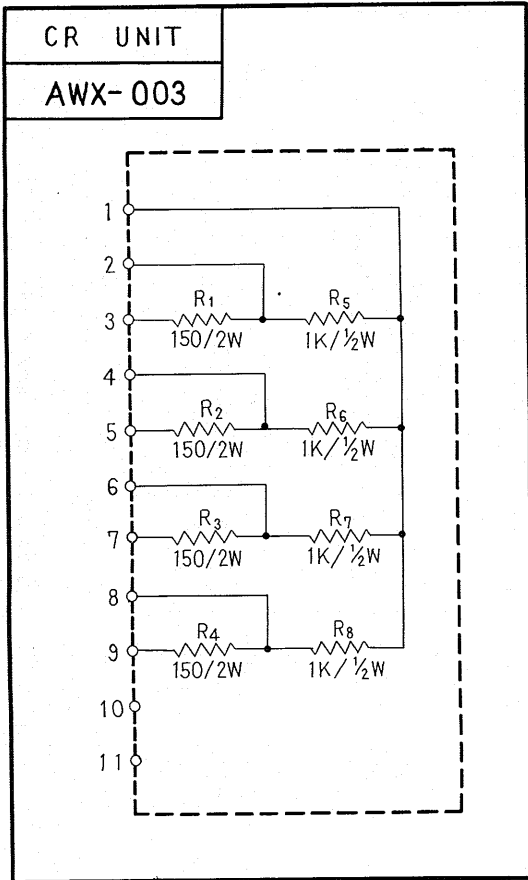 CR UNIT
AWX-003
1
2
R1 R5
3
150/2W 1K/½W
4
R2 R6
5
150/2W 1K/½W
6
R3 R7
7
150/2W 1K/½W
8
R4 R8
9
150/2W 1K/½W
10
11